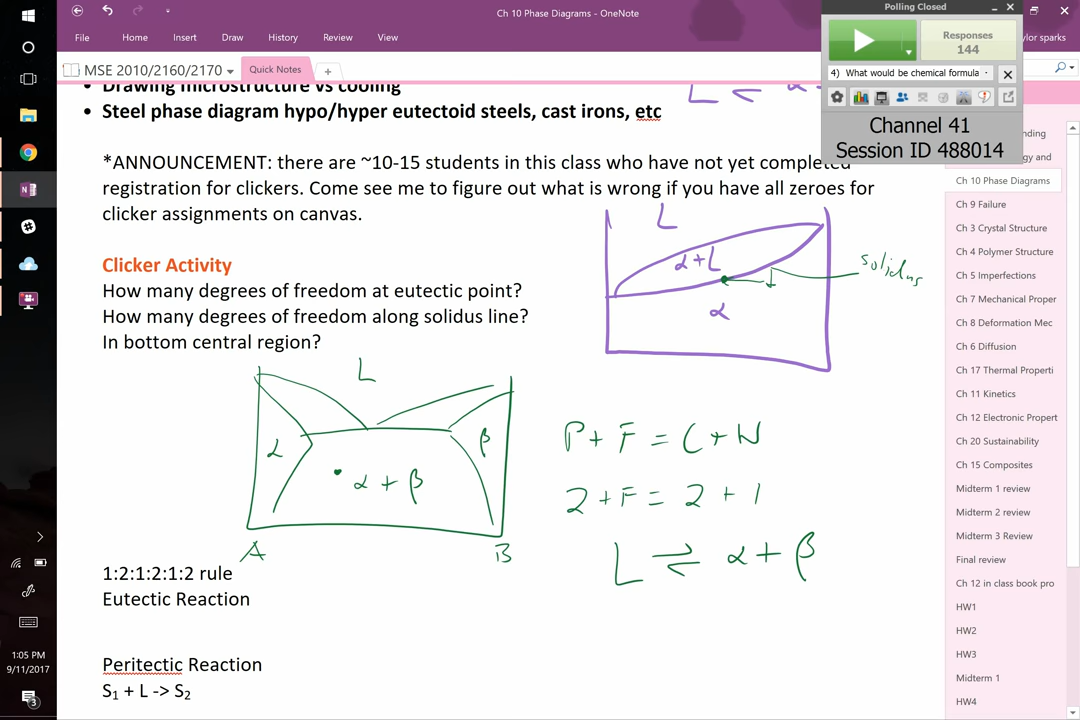 Ch 10 Phase Diagrams - OneNote
Polling Closed
File Home Insert Draw History Review View
Responses
144
MSE 2010/2160/2170
Quick Notes
+
4) What would be chemical formula
Channel 41
Session ID 488014
• Steel phase diagram hypo/hyper eutectoid steels, cast irons, etc
*ANNOUNCEMENT: there are ~10-15 students in this class who have not yet completed
registration for clickers. Come see me to figure out what is wrong if you have all zeroes for
clicker assignments on canvas.
Clicker Activity
How many degrees of freedom at eutectic point?
How many degrees of freedom along solidus line?
In bottom central region?
L
α+L
α
solidus
L
α
β
α + β
A
B
P + F = C + N
2 + F = 2 + 1
L ⇌ α + β
1:2:1:2:1:2 rule
Eutectic Reaction
Peritectic Reaction
S₁ + L -> S₂
Ch 10 Phase Diagrams
Ch 9 Failure
Ch 3 Crystal Structure
Ch 4 Polymer Structure
Ch 5 Imperfections
Ch 7 Mechanical Proper
Ch 8 Deformation Mec
Ch 6 Diffusion
Ch 17 Thermal Properti
Ch 11 Kinetics
Ch 12 Electronic Propert
Ch 20 Sustainability
Ch 15 Composites
Midterm 1 review
Midterm 2 review
Midterm 3 Review
Final review
Ch 12 in class book pro
HW1
HW2
HW3
Midterm 1
HW4
1:05 PM
9/11/2017
3